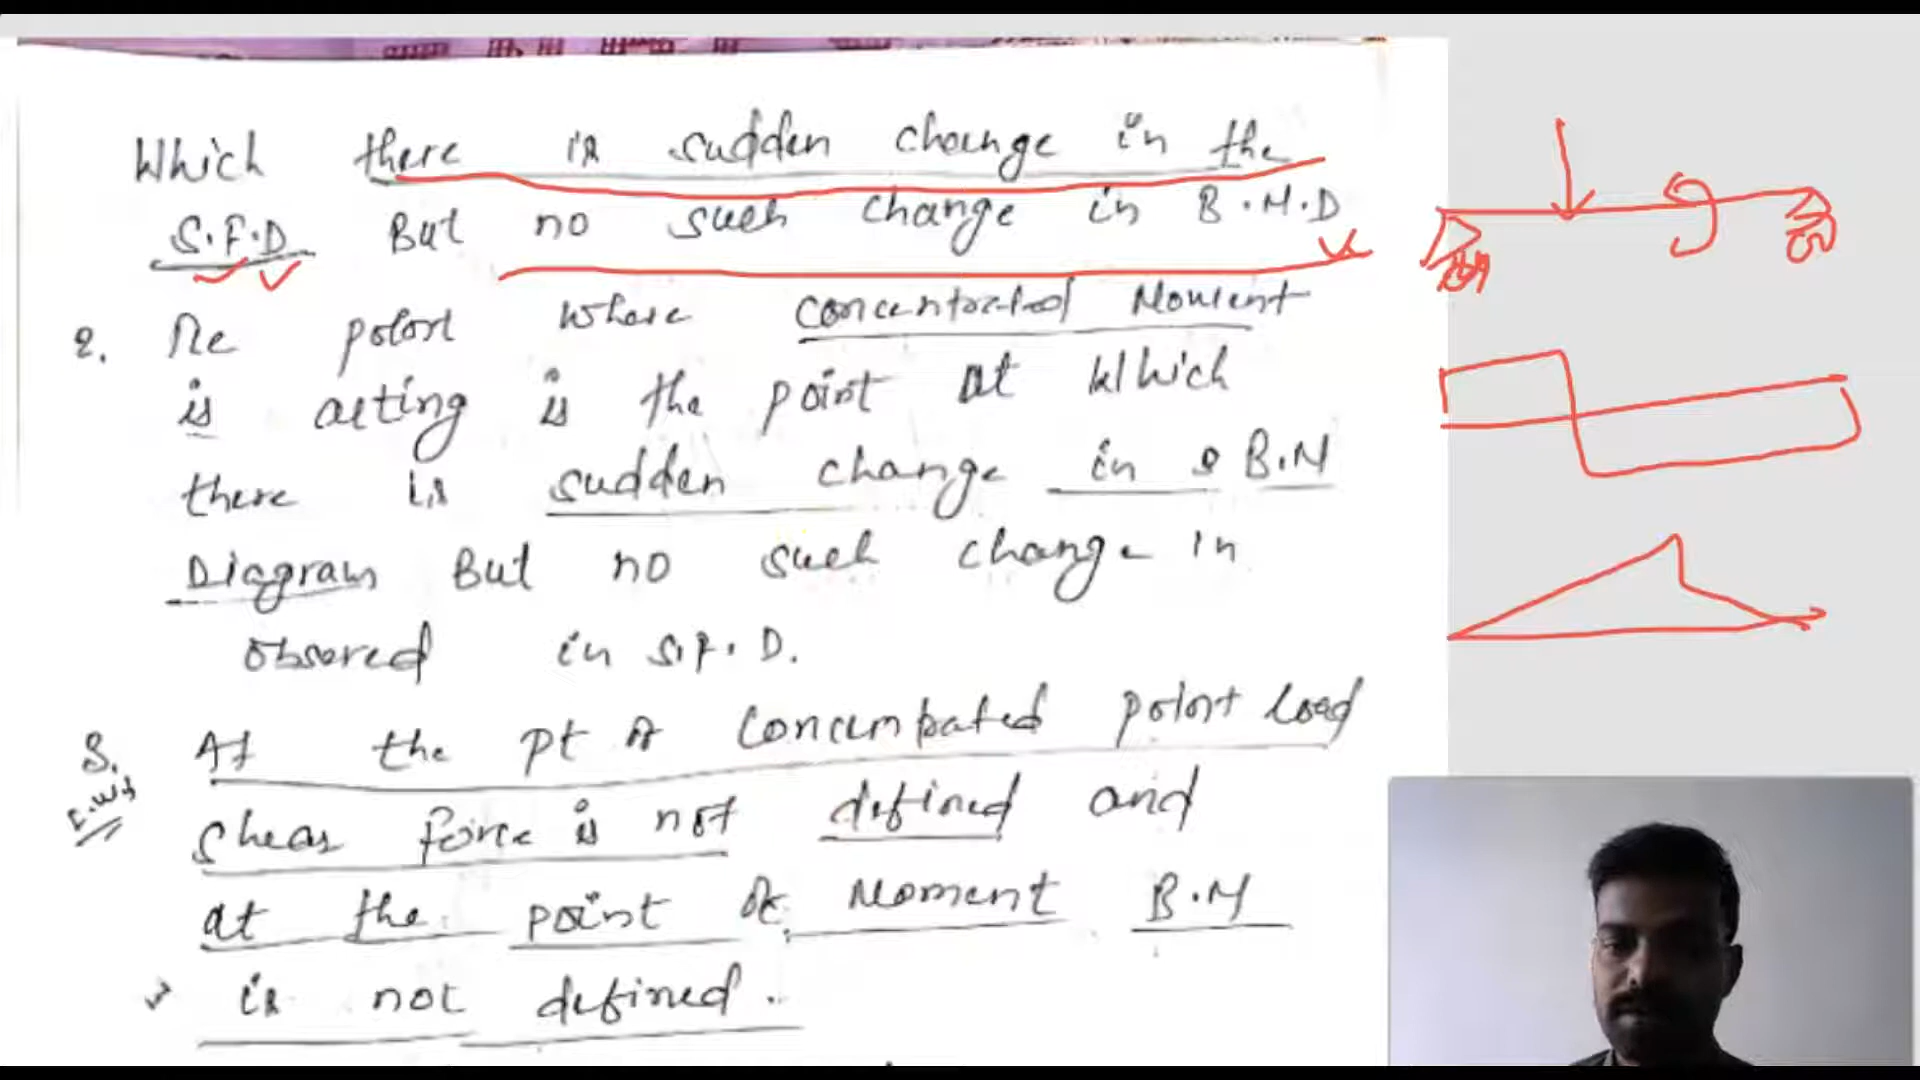 Which there is sudden change in the
S.F.D But no such change in B.M.D
2. The point where concentrated Moment
is acting is the point at Which
there is sudden change in B.M
Diagram But no such change in
observed in S.F.D.
3. At the pt of Concentrated point load
shear force is not defined and
at the point of Moment B.M
is not defined.